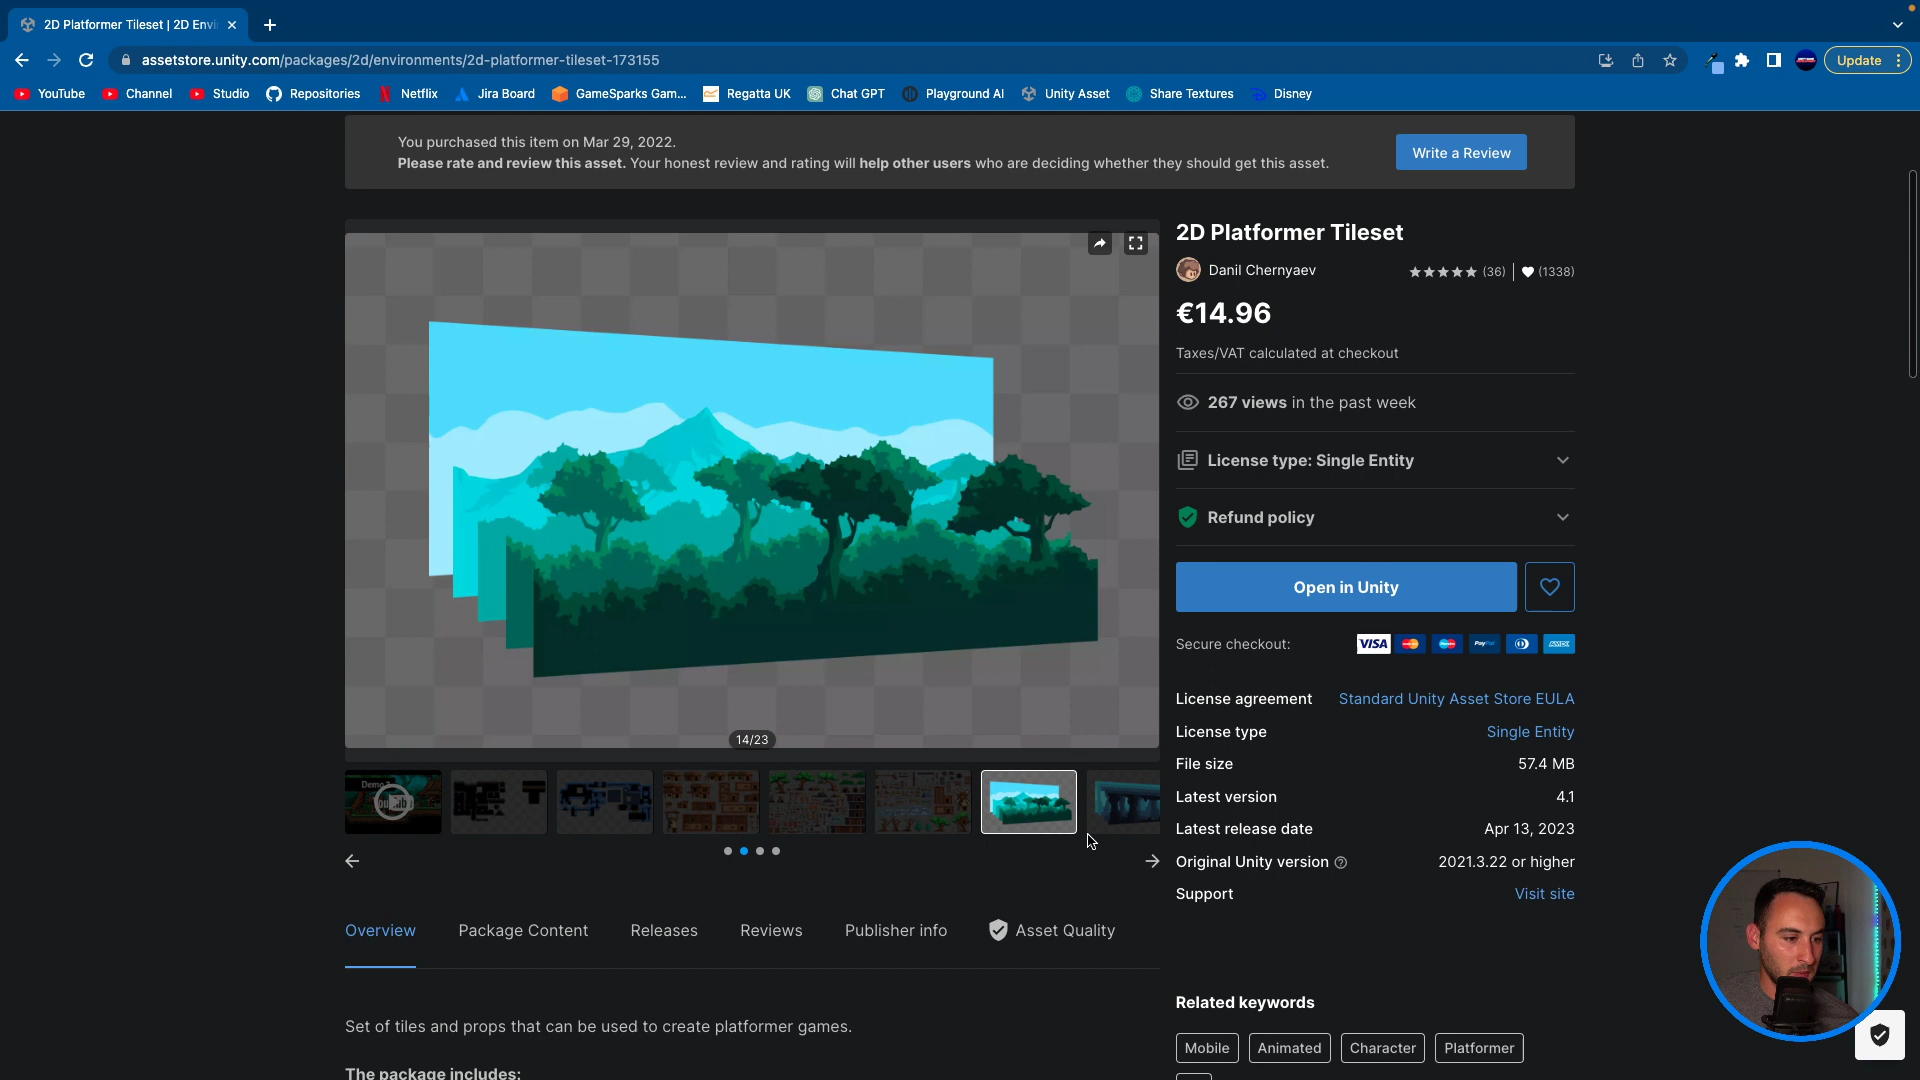 2D Platformer Tileset | 2D Envi
assetstore.unity.com/packages/2d/environments/2d-platformer-tileset-173155
Update
YouTube Channel Studio Repositories Netflix Jira Board GameSparks Gam... Regatta UK Chat GPT Playground AI Unity Asset Share Textures Disney
You purchased this item on Mar 29, 2022.
Please rate and review this asset. Your honest review and rating will help other users who are deciding whether they should get this asset.
Write a Review
14/23
Demo
2D Platformer Tileset
Danil Chernyaev
(36) (1338)
€14.96
Taxes/VAT calculated at checkout
267 views in the past week
License type: Single Entity
Refund policy
Open in Unity
Secure checkout:
VISA
PayPal
AMEX
License agreement Standard Unity Asset Store EULA
License type Single Entity
File size 57.4 MB
Latest version 4.1
Latest release date Apr 13, 2023
Original Unity version 2021.3.22 or higher
Support Visit site
Overview Package Content Releases Reviews Publisher info Asset Quality
Set of tiles and props that can be used to create platformer games.
The package includes:
Related keywords
Mobile Animated Character Platformer